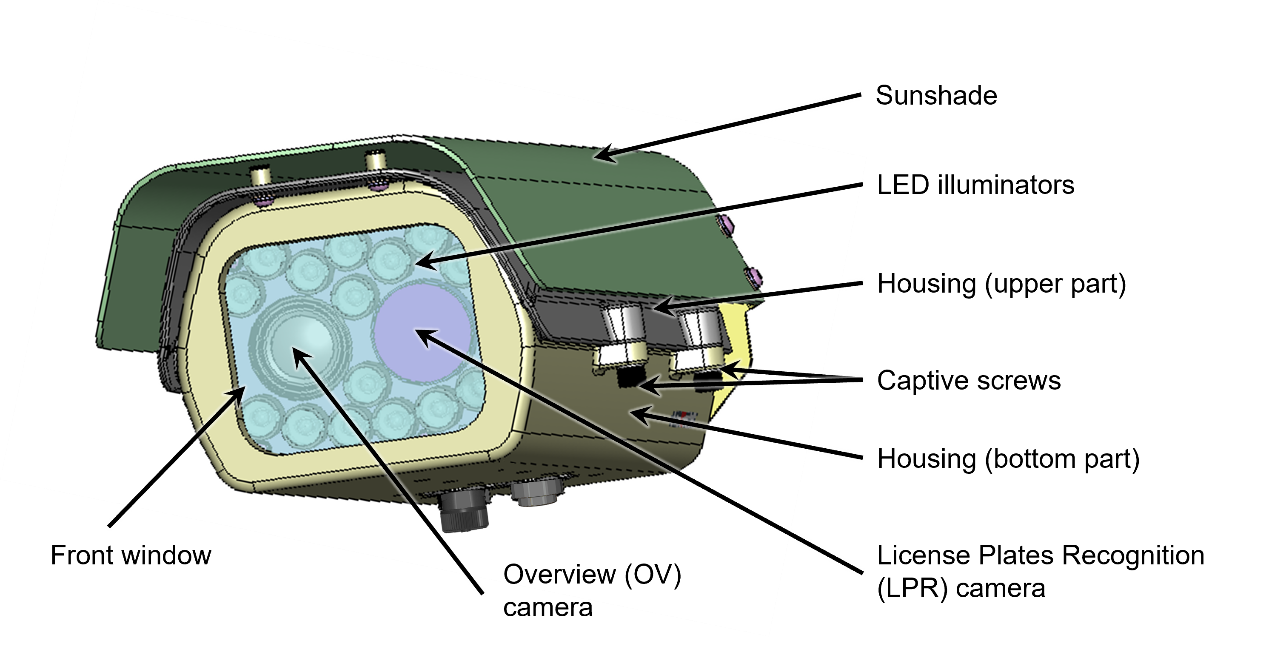 Sunshade
LED illuminators
Housing (upper part)
Captive screws
Housing (bottom part)
Front window
Overview (OV)
camera
License Plates Recognition
(LPR) camera